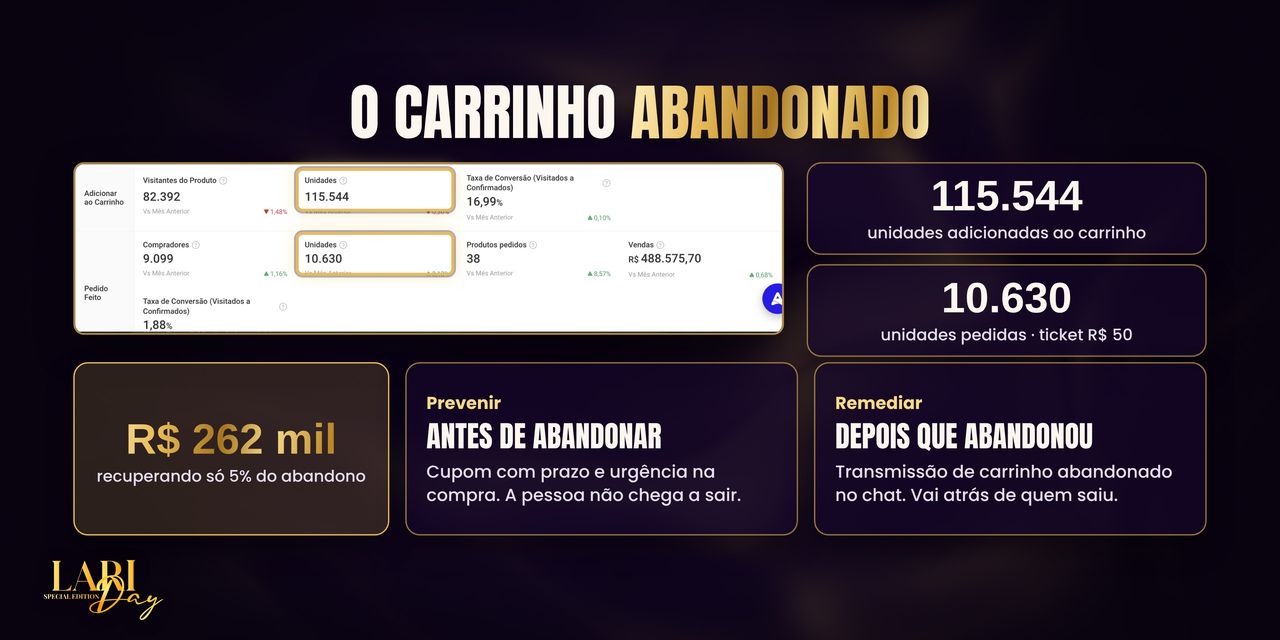 O CARRINHO ABANDONADO
Adicionar
ao Carrinho
Visitantes do Produto
82.392
Vs Mês Anterior
▼ 1,48%
Unidades
115.544
Taxa de Conversão (Visitados a
Confirmados)
16,99%
Vs Mês Anterior
▲ 0,10%
Pedido
Feito
Compradores
9.099
Vs Mês Anterior
▲ 1,16%
Unidades
10.630
Vs Mês Anterior
Produtos pedidos
38
Vs Mês Anterior
▲ 8,57%
Vendas
R$ 488.575,70
Vs Mês Anterior
▲ 0,68%
Taxa de Conversão (Visitados a
Confirmados)
1,88%
115.544
unidades adicionadas ao carrinho
10.630
unidades pedidas · ticket R$ 50
R$ 262 mil
recuperando só 5% do abandono
Prevenir
ANTES DE ABANDONAR
Cupom com prazo e urgência na
compra. A pessoa não chega a sair.
Remediar
DEPOIS QUE ABANDONOU
Transmissão de carrinho abandonado
no chat. Vai atrás de quem saiu.
LABI
SPECIAL EDITION Day